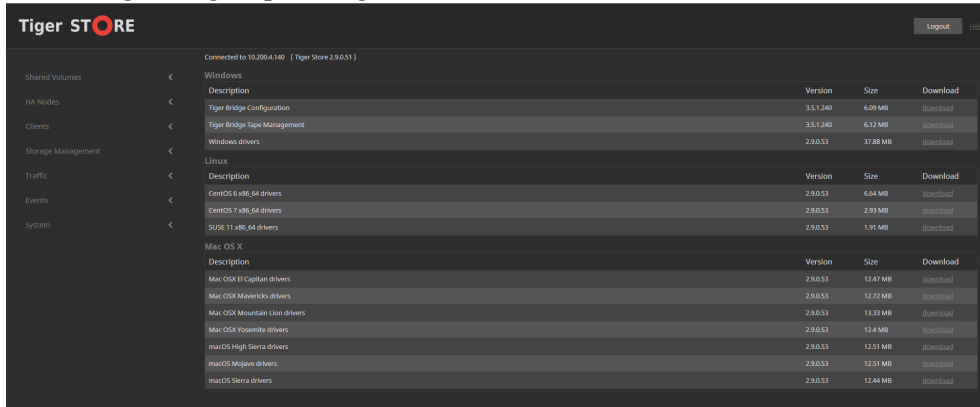 Tiger STORE
Logout
Connected to 10.200.4.140 ( Tiger Store 2.9.0.51 )
Shared Volumes
HA Nodes
Clients
Storage Management
Traffic
Events
System
Windows
Description Version Size Download
Tiger Bridge Configuration 3.5.1.240 6.09 MB download
Tiger Bridge Tape Management 3.5.1.240 6.12 MB download
Windows drivers 2.9.0.53 37.88 MB download
Linux
Description Version Size Download
CentOS 6 x86_64 drivers 2.9.0.53 6.64 MB download
CentOS 7 x86_64 drivers 2.9.0.53 2.93 MB download
SUSE 11 x86_64 drivers 2.9.0.53 1.91 MB download
Mac OS X
Description Version Size Download
Mac OSX El Capitan drivers 2.9.0.53 12.47 MB download
Mac OSX Mavericks drivers 2.9.0.53 12.72 MB download
Mac OSX Mountain Lion drivers 2.9.0.53 13.33 MB download
Mac OSX Yosemite drivers 2.9.0.53 12.4 MB download
macOS High Sierra drivers 2.9.0.53 12.51 MB download
macOS Mojave drivers 2.9.0.53 12.51 MB download
macOS Sierra drivers 2.9.0.53 12.44 MB download